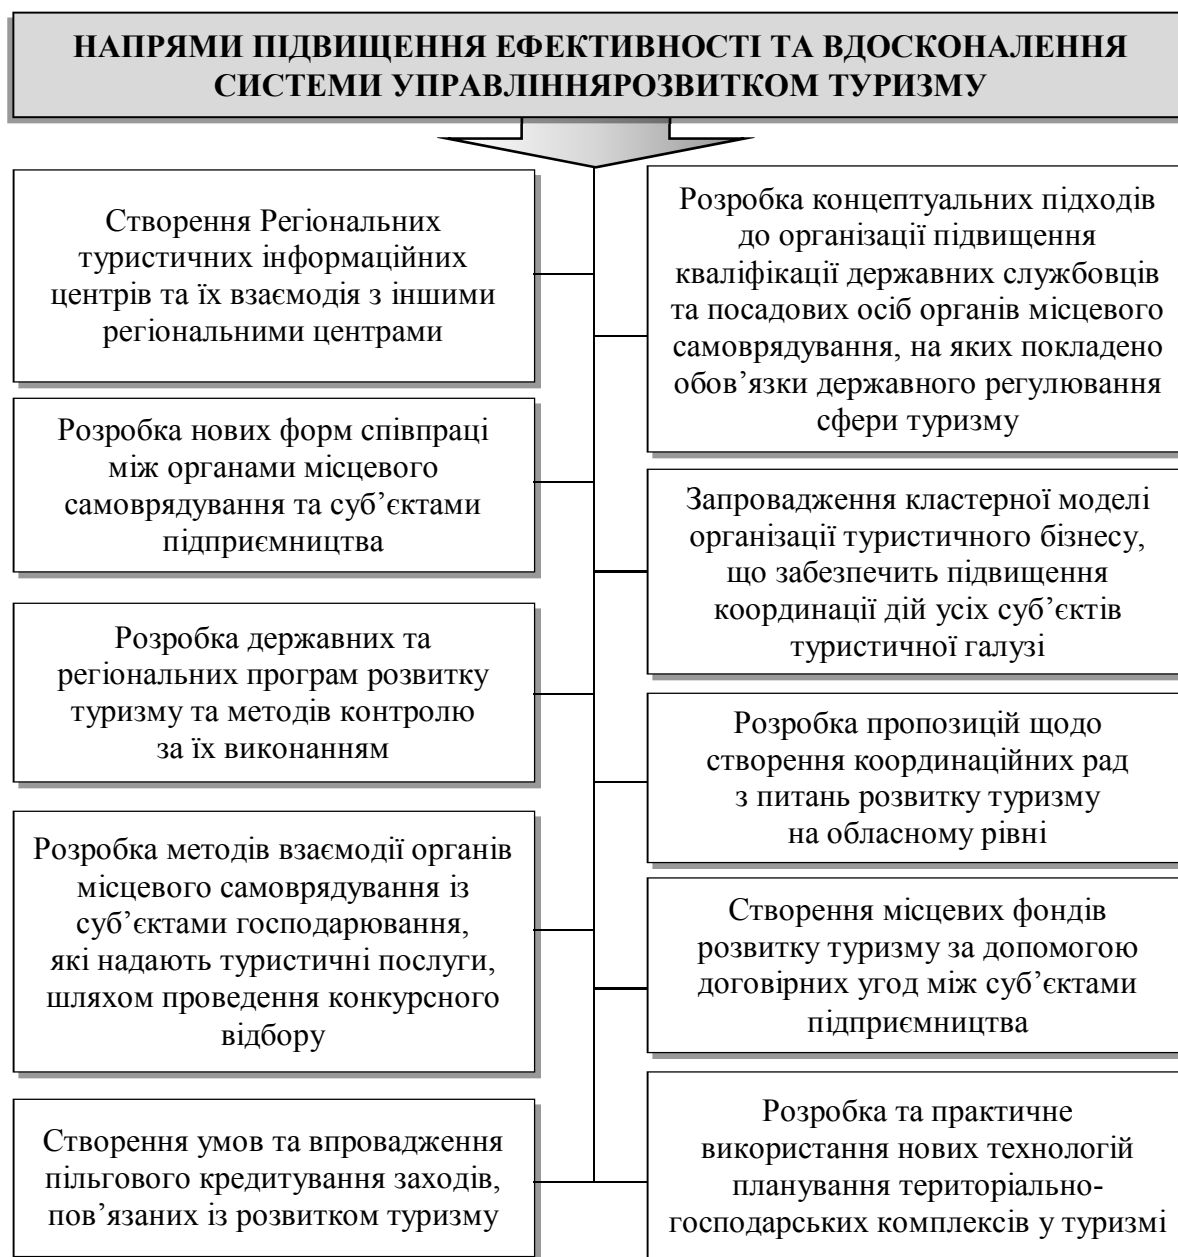 НАПРЯМИ ПІДВИЩЕННЯ ЕФЕКТИВНОСТІ ТА ВДОСКОНАЛЕННЯ
СИСТЕМИ УПРАВЛІННЯРОЗВИТКОМ ТУРИЗМУ
Створення Регіональних
туристичних інформаційних
центрів та їх взаємодія з іншими
регіональними центрами
Розробка нових форм співпраці
між органами місцевого
самоврядування та суб’єктами
підприємництва
Розробка державних та
регіональних програм розвитку
туризму та методів контролю
за їх виконанням
Розробка методів взаємодії органів
місцевого самоврядування із
суб’єктами господарювання,
які надають туристичні послуги,
шляхом проведення конкурсного
відбору
Створення умов та впровадження
пільгового кредитування заходів,
пов’язаних із розвитком туризму
Розробка концептуальних підходів
до організації підвищення
кваліфікації державних службовців
та посадових осіб органів місцевого
самоврядування, на яких покладено
обов’язки державного регулювання
сфери туризму
Запровадження кластерної моделі
організації туристичного бізнесу,
що забезпечить підвищення
координації дій усіх суб’єктів
туристичної галузі
Розробка пропозицій щодо
створення координаційних рад
з питань розвитку туризму
на обласному рівні
Створення місцевих фондів
розвитку туризму за допомогою
договірних угод між суб’єктами
підприємництва
Розробка та практичне
використання нових технологій
планування територіально-
господарських комплексів у туризмі